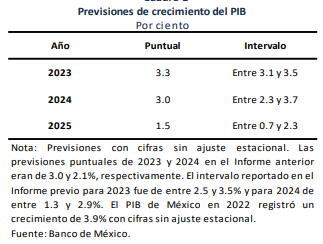 Previsiones de crecimiento del PIB
Por ciento
Año Puntual Intervalo
2023 3.3 Entre 3.1 y 3.5
2024 3.0 Entre 2.3 y 3.7
2025 1.5 Entre 0.7 y 2.3
Nota: Previsiones con cifras sin ajuste estacional. Las
previsiones puntuales de 2023 y 2024 en el Informe anterior
eran de 3.0 y 2.1%, respectivamente. El intervalo reportado en el
Informe previo para 2023 fue de entre 2.5 y 3.5% y para 2024 de
entre 1.3 y 2.9%. El PIB de México en 2022 registró un
crecimiento de 3.9% con cifras sin ajuste estacional.
Fuente: Banco de México.